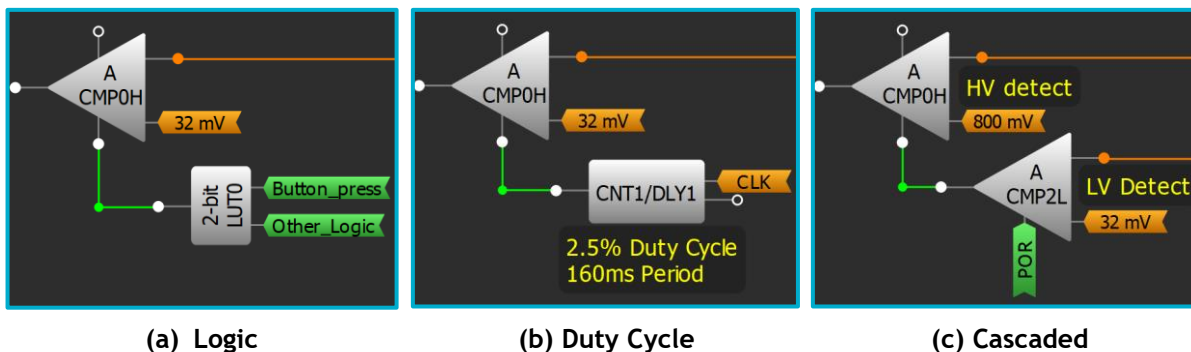 A
CMP0H
32 mV
2-bit
LUT0
Button_press
Other_Logic
A
CMP0H
32 mV
CNT1/DLY1
CLK
2.5% Duty Cycle
160ms Period
A
CMP0H
HV detect
800 mV
A
CMP2L
LV Detect
32 mV
POR
(a) Logic
(b) Duty Cycle
(c) Cascaded